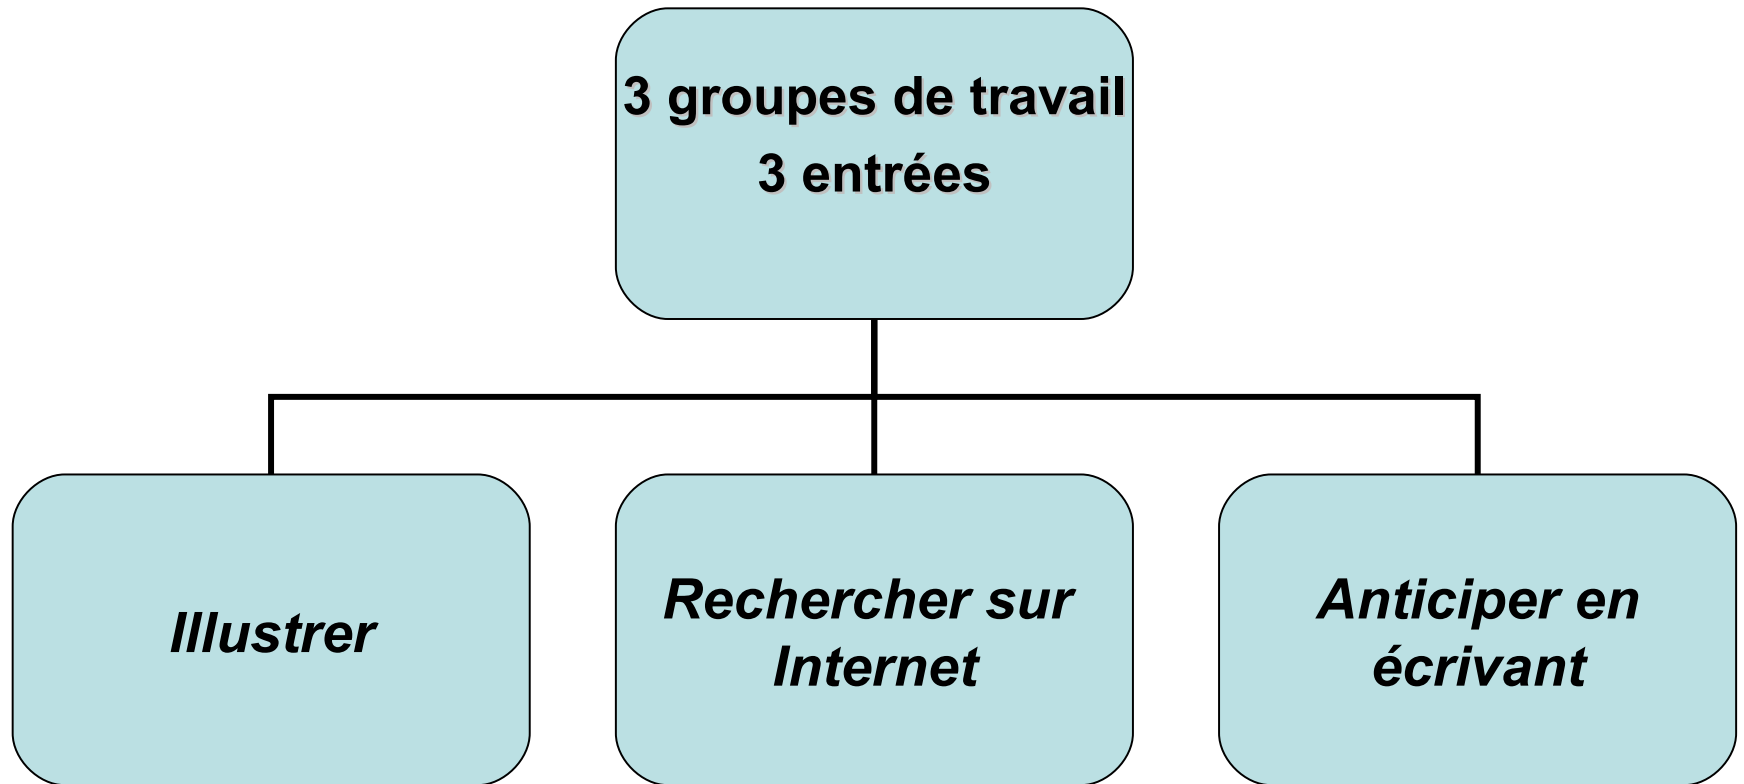 3 groupes de travail
3 entrées
Illustrer
Rechercher sur
Internet
Anticiper en
écrivant